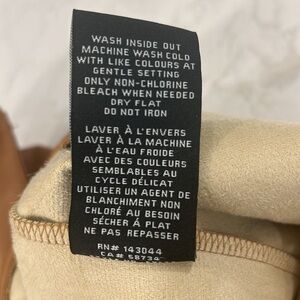 WASH INSIDE OUT
MACHINE WASH COLD
WITH LIKE COLOURS AT
GENTLE SETTING
ONLY NON-CHLORINE
BLEACH WHEN NEEDED
DRY FLAT
DO NOT IRON
LAVER À L'ENVERS
LAVER À LA MACHINE
À L'EAU FROIDE
AVEC DES COULEURS
SEMBLABLES AU
CYCLE DÉLICAT
UTILISER UN AGENT DE
BLANCHIMENT NON
CHLORÉ AU BESOIN
SÉCHER À PLAT
NE PAS REPASSER
RN# 143044
CA# 58734